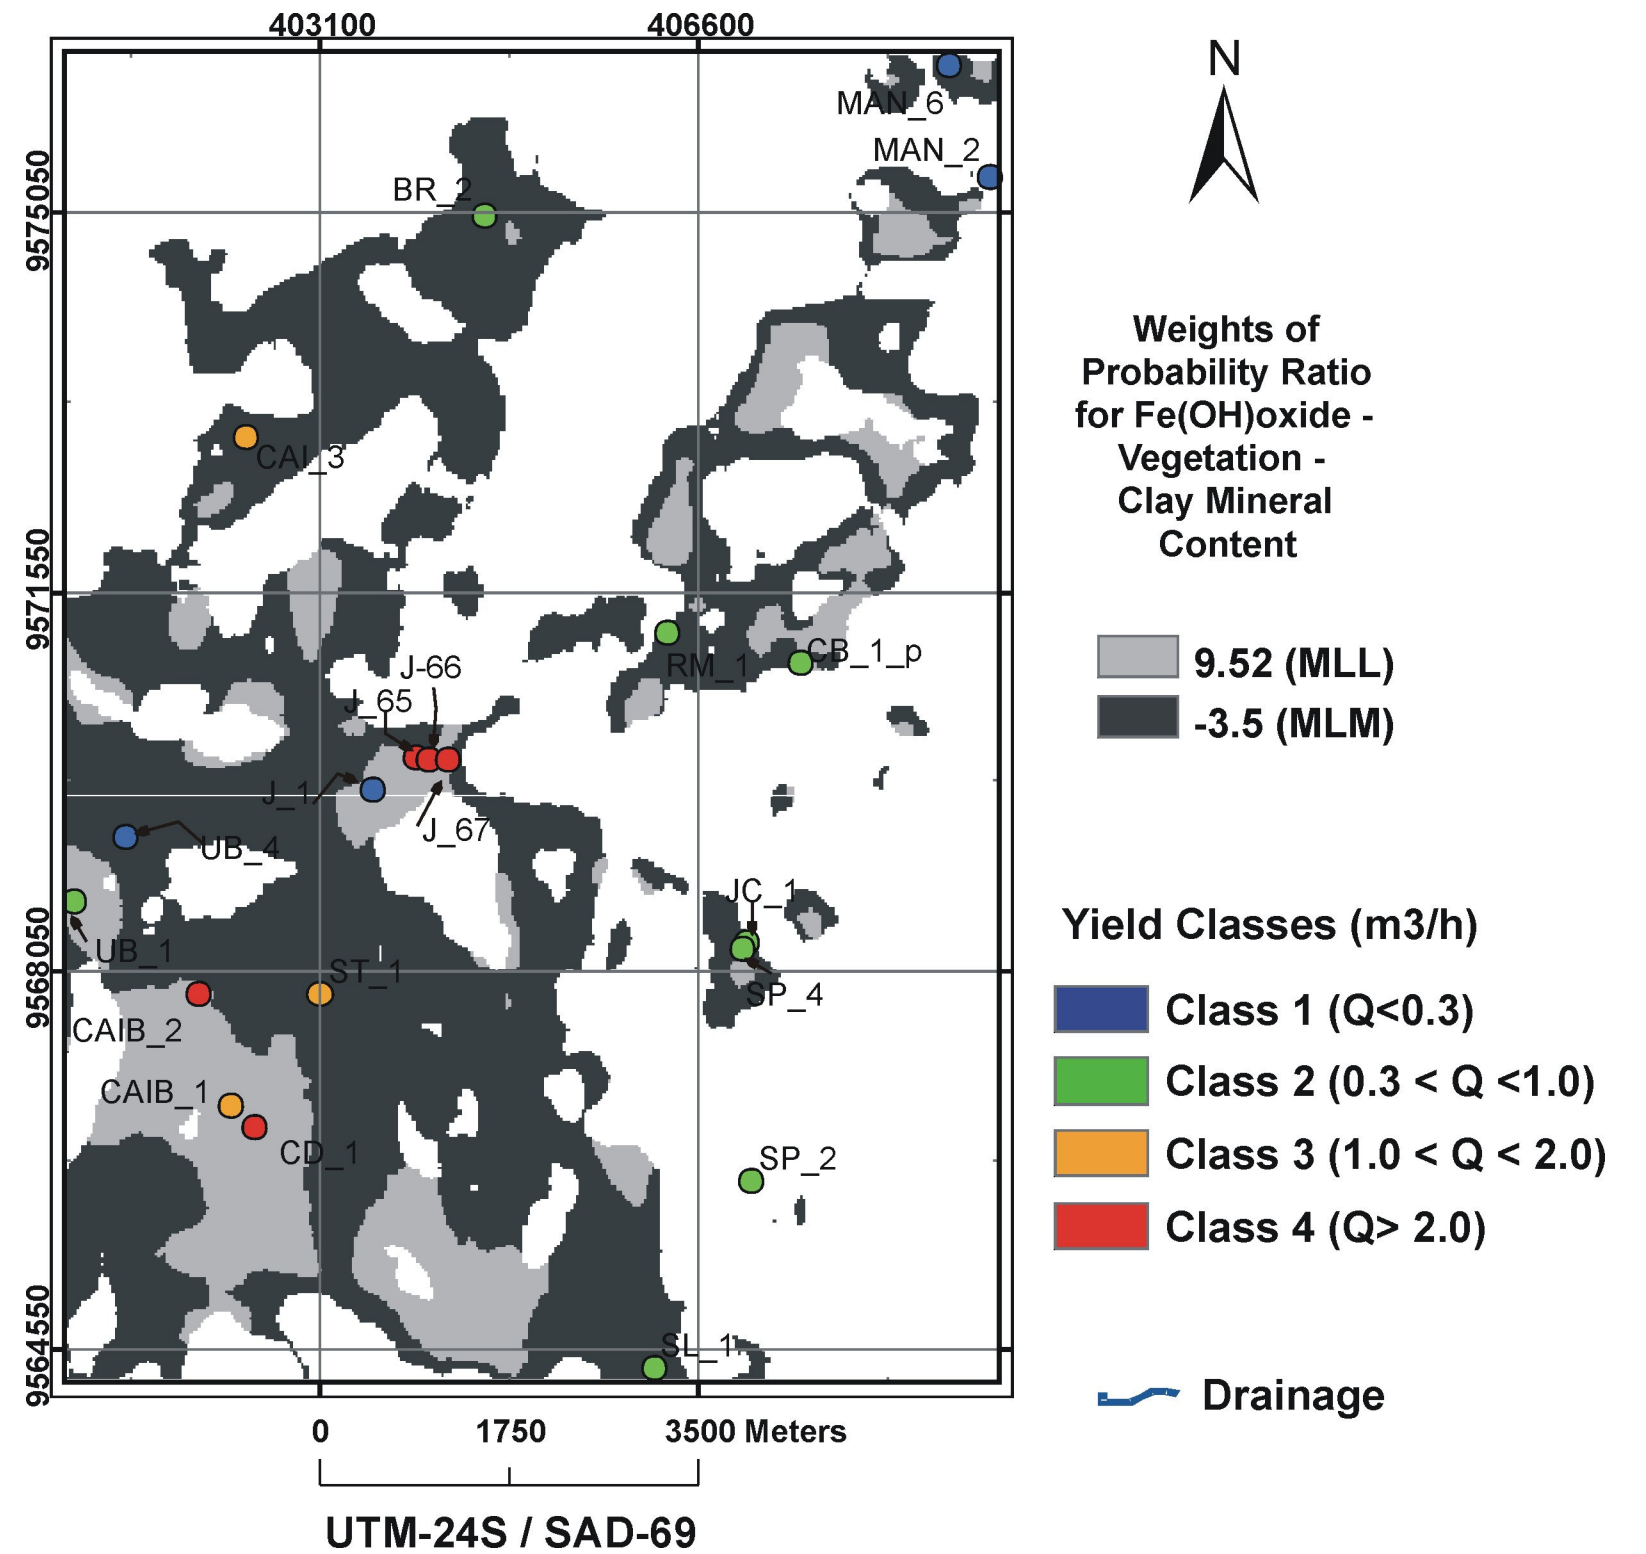 403100
406600
N
MAN_6
MAN_2
BR_2
9575050
CAI_3
9571550
J-66
RM_1
CB_1_p
J_65
J_1
J_67
UB_4
JC_1
UB_1
9568050
ST_1
SP_4
CAIB_2
CAIB_1
CD_1
SP_2
SL_1
9564550
0
1750
3500 Meters
UTM-24S / SAD-69
Weights of
Probability Ratio
for Fe(OH)oxide -
Vegetation -
Clay Mineral
Content
9.52 (MLL)
-3.5 (MLM)
Yield Classes (m3/h)
Class 1 (Q<0.3)
Class 2 (0.3 < Q <1.0)
Class 3 (1.0 < Q < 2.0)
Class 4 (Q> 2.0)
Drainage